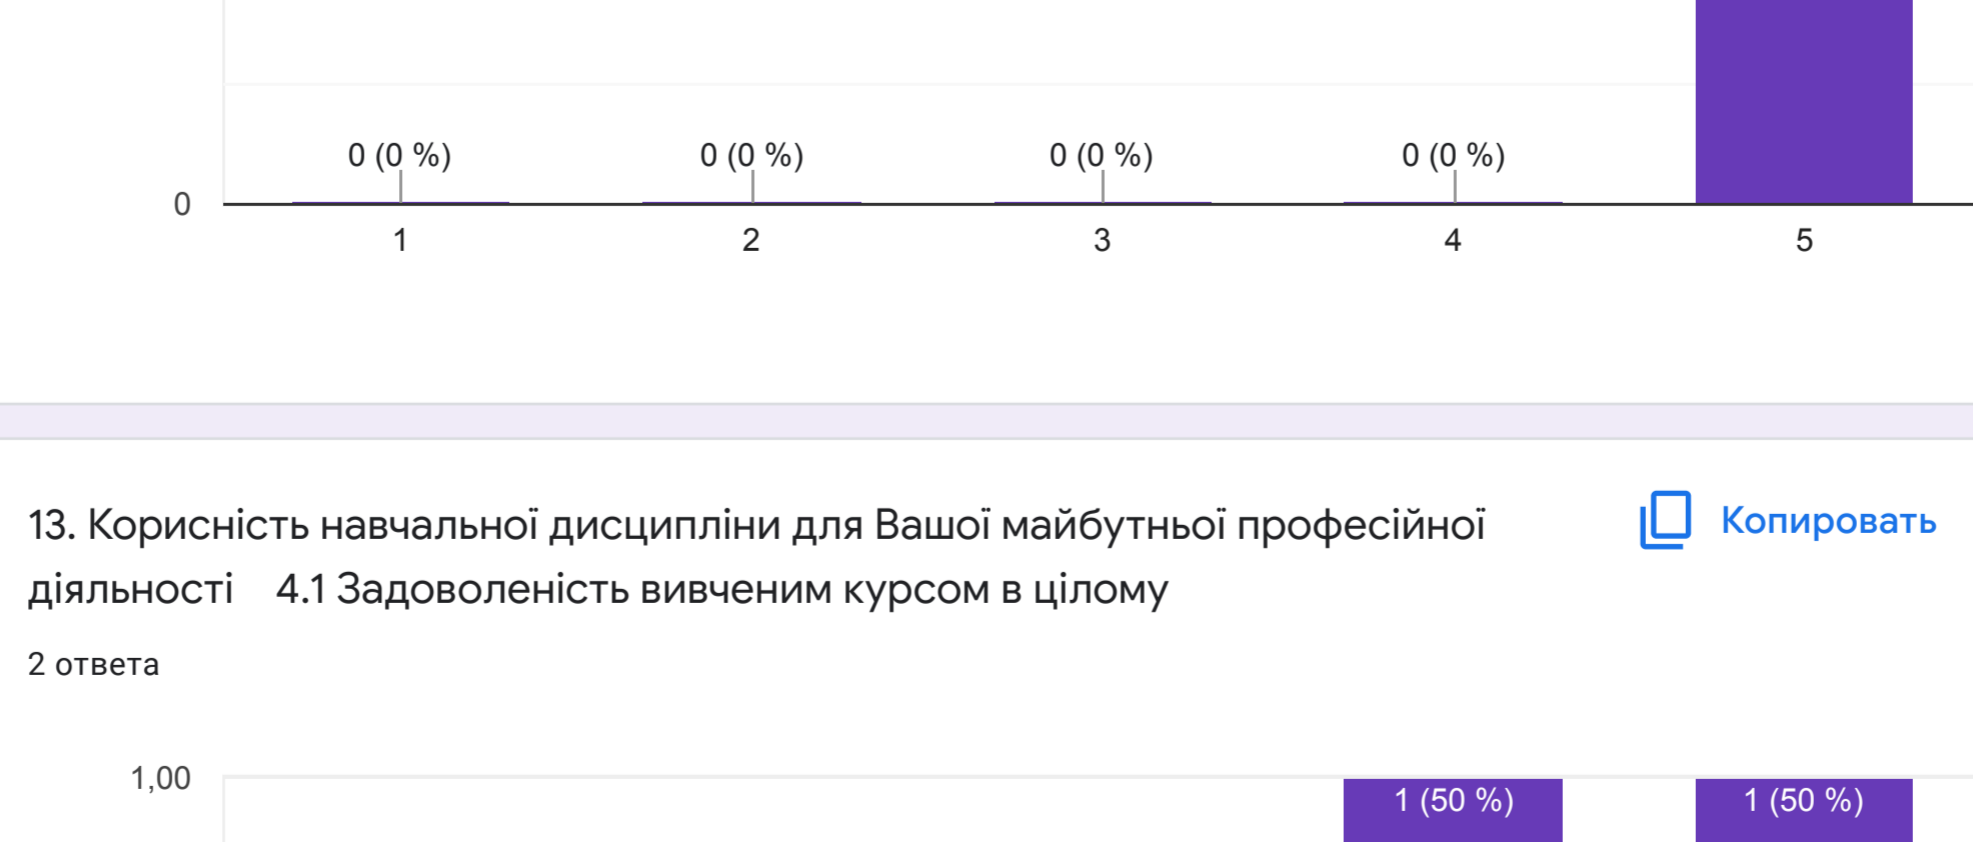 0 (0 %) 0 (0 %) 0 (0 %) 0 (0 %)
0
1 2 3 4 5
13. Корисність навчальної дисципліни для Вашої майбутньої професійної
діяльності 4.1 Задоволеність вивченим курсом в цілому
Копировать
2 ответа
1,00
1 (50 %) 1 (50 %)